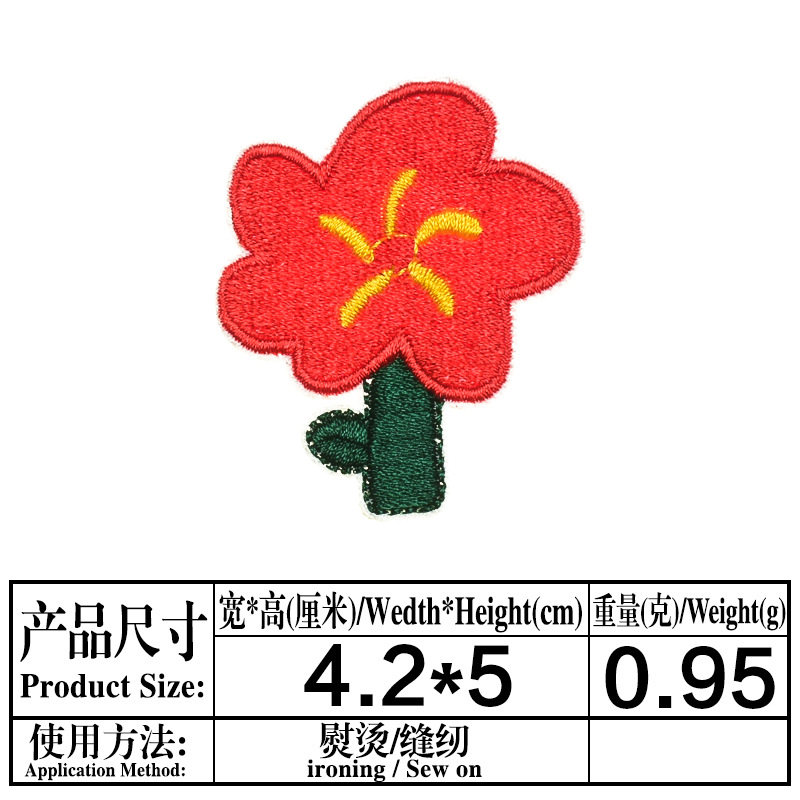 产品尺寸
Product Size:
宽*高(厘米)/Wedth*Height(cm)
重量(克)/Weight(g)
4.2*5
0.95
使用方法:
Application Method:
熨烫/缝纫
ironing / Sew on